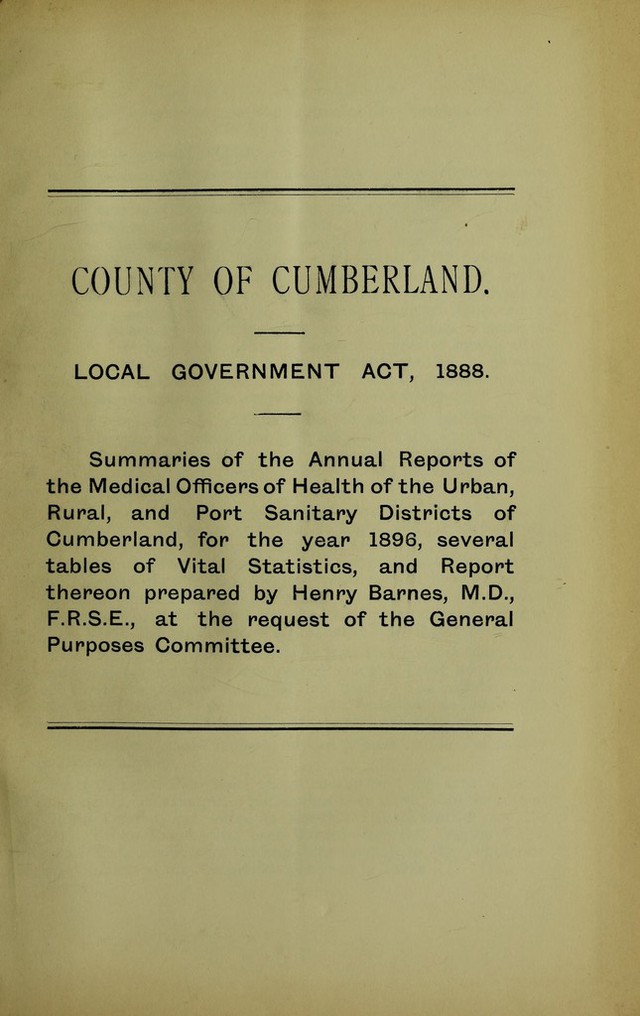 COUNTY OF CUMBERLAND.
LOCAL GOVERNMENT ACT, 1888.
Summaries of the Annual Reports of
the Medical Officers of Health of the Urban,
Rural, and Port Sanitary Districts of
Cumberland, for the year 1896, several
tables of Vital Statistics, and Report
thereon prepared by Henry Barnes, M.D.,
F.R.S.E., at the request of the General
Purposes Committee.